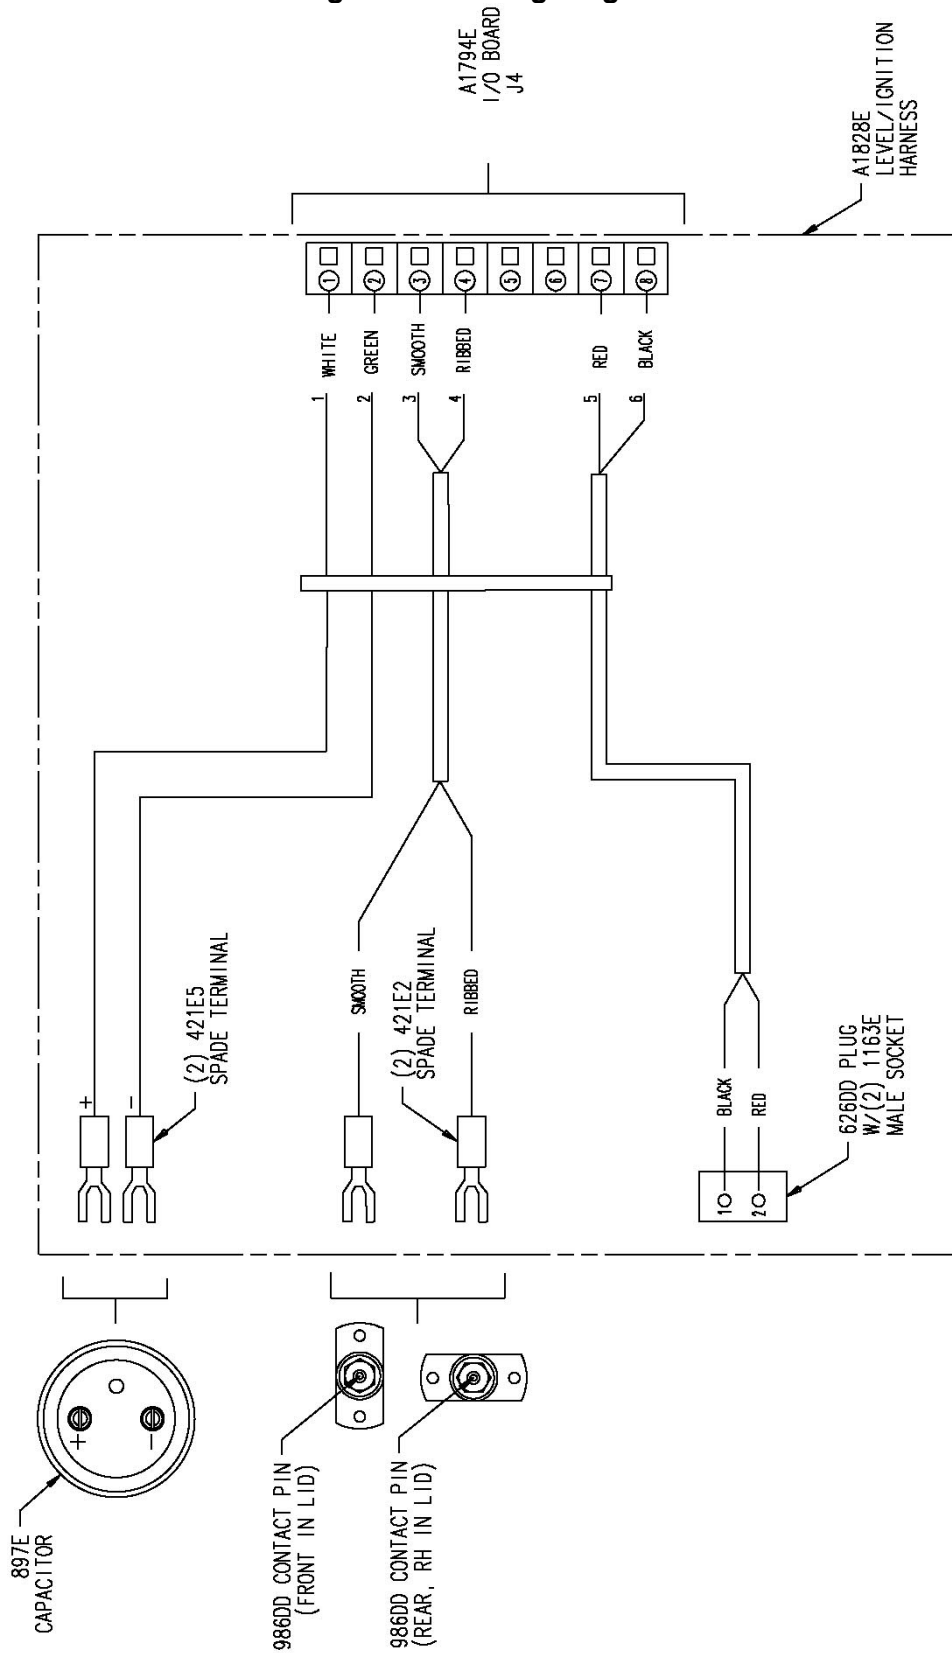 A1794E
I/O BOARD
J4
A1828E
LEVEL/IGNITION
HARNESS
1
2
3
4
5
6
7
8
WHITE
GREEN
SMOOTH
RIBBED
RED
BLACK
1
2
3
4
5
6
(2) 421E5
SPADE TERMINAL
SMOOTH
(2) 421E2
SPADE TERMINAL
RIBBED
BLACK
RED
+
-
1
2
626DD PLUG
W/(2) 1163E
MALE SOCKET
+
-
897E
CAPACITOR
986DD CONTACT PIN
(FRONT IN LID)
986DD CONTACT PIN
(REAR, RH IN LID)